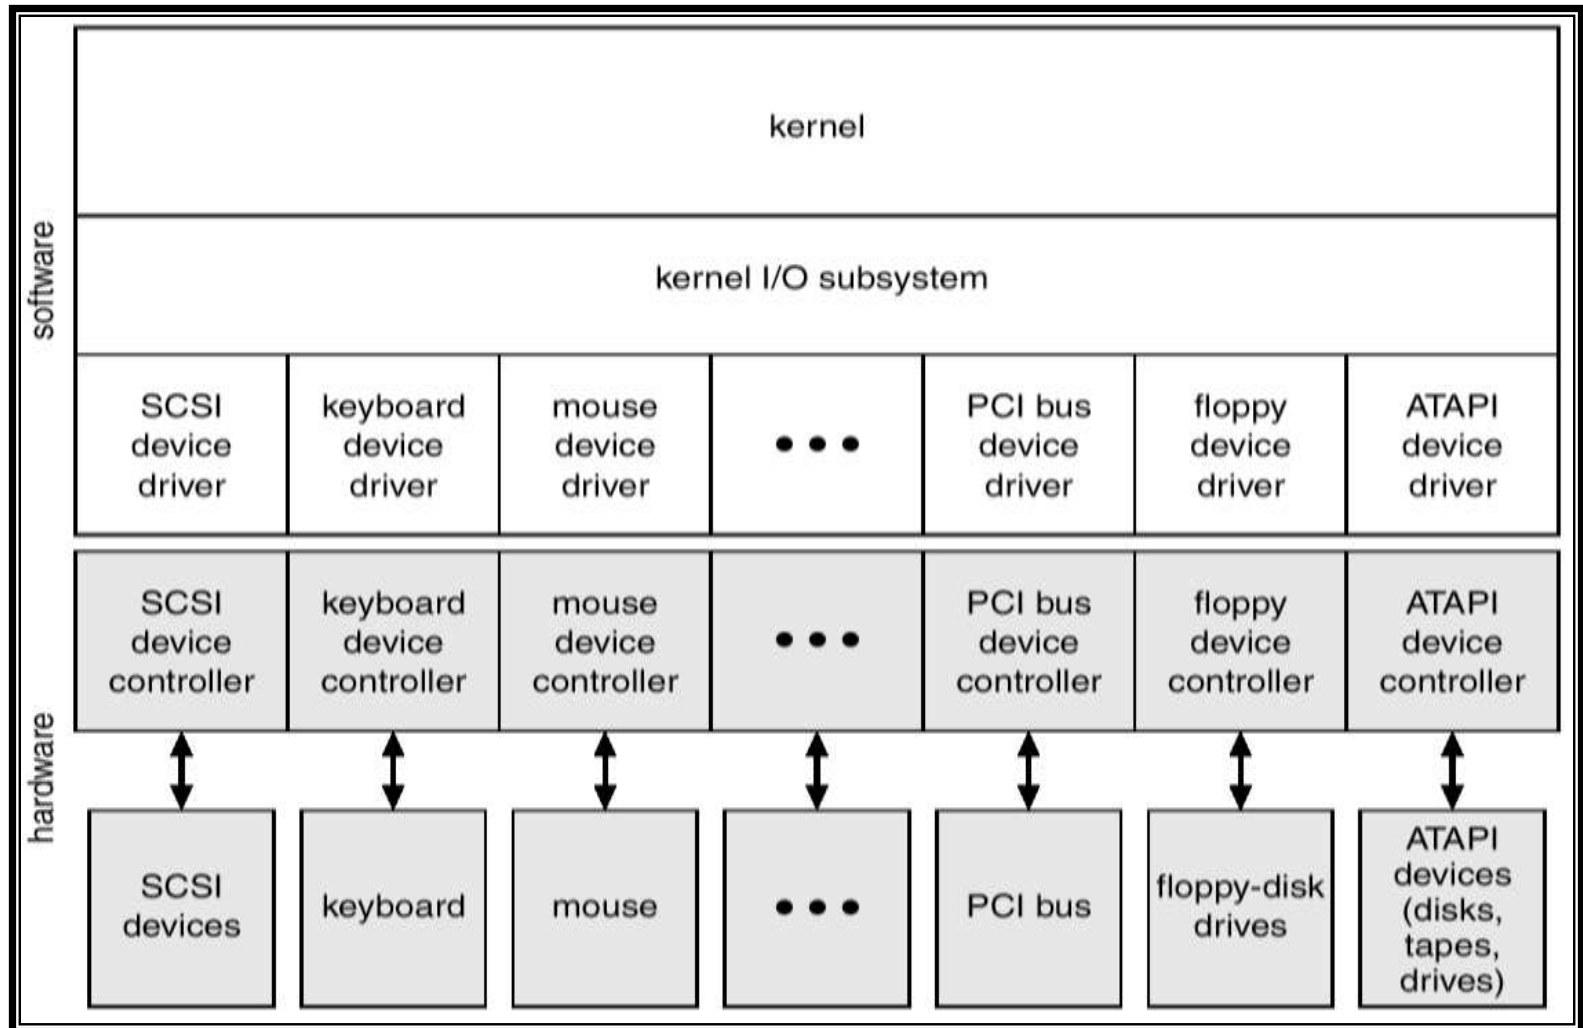 software
kernel
kernel I/O subsystem
SCSI
device
driver
keyboard
device
driver
mouse
device
driver
•••
PCI bus
device
driver
floppy
device
driver
ATAPI
device
driver
hardware
SCSI
device
controller
keyboard
device
controller
mouse
device
controller
•••
PCI bus
device
controller
floppy
device
controller
ATAPI
device
controller
SCSI
devices
keyboard
mouse
•••
PCI bus
floppy-disk
drives
ATAPI
devices
(disks,
tapes,
drives)